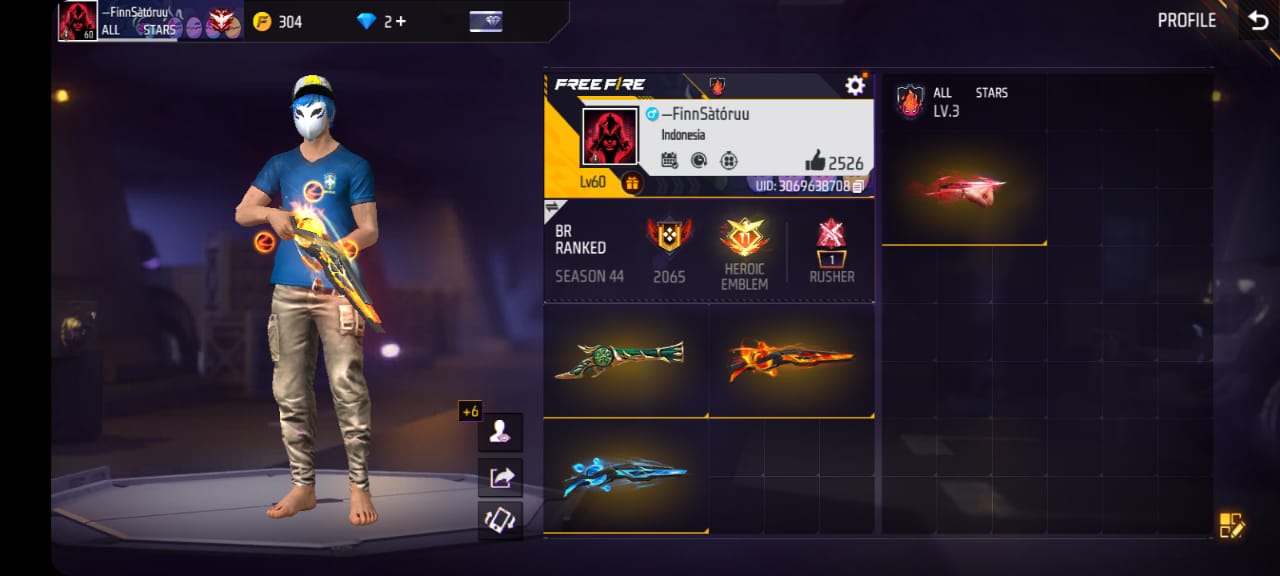 —FinnSàtóruu
ALL STARS
60
304
2 +
PROFILE
FREE FIRE
—FinnSàtóruu
Indonesia
2526
Lv60
UID: 3069638708
BR
RANKED
SEASON 44
2065
HEROIC
EMBLEM
1
RUSHER
+6
ALL STARS
LV.3